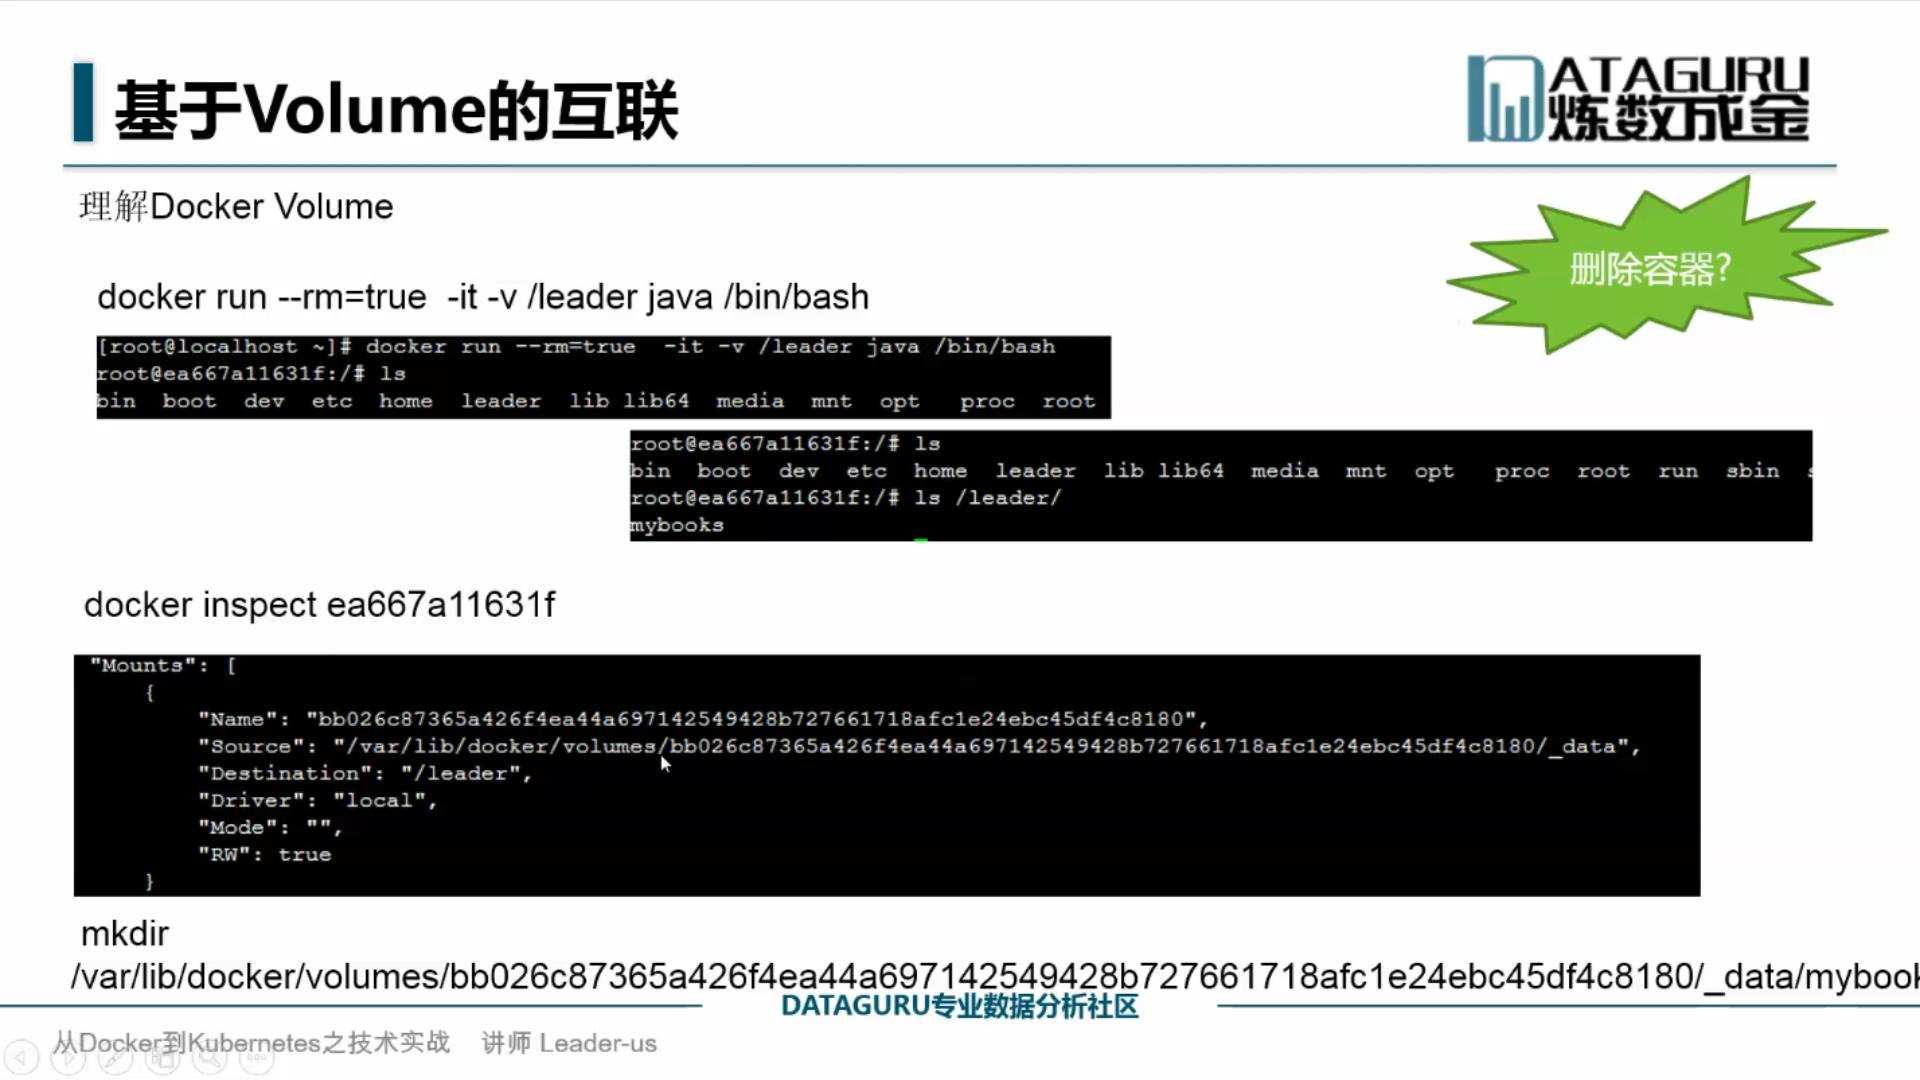 基于Volume的互联
DATAGURU
炼数成金
理解Docker Volume
删除容器?
docker run --rm=true  -it -v /leader java /bin/bash
[root@localhost ~]# docker run --rm=true  -it -v /leader java /bin/bash
root@ea667a11631f:/# ls
bin  boot  dev  etc  home  leader  lib lib64  media  mnt  opt   proc  root
root@ea667a11631f:/# ls
bin  boot  dev  etc  home  leader  lib lib64  media  mnt  opt   proc  root  run  sbin
root@ea667a11631f:/# ls /leader/
mybooks
docker inspect ea667a11631f
"Mounts": [
{
"Name": "bb026c87365a426f4ea44a697142549428b727661718afc1e24ebc45df4c8180",
"Source": "/var/lib/docker/volumes/bb026c87365a426f4ea44a697142549428b727661718afc1e24ebc45df4c8180/_data",
"Destination": "/leader",
"Driver": "local",
"Mode": "",
"RW": true
}
mkdir
/var/lib/docker/volumes/bb026c87365a426f4ea44a697142549428b727661718afc1e24ebc45df4c8180/_data/mybook
DATAGURU专业数据分析社区
从Docker到Kubernetes之技术实战    讲师 Leader-us